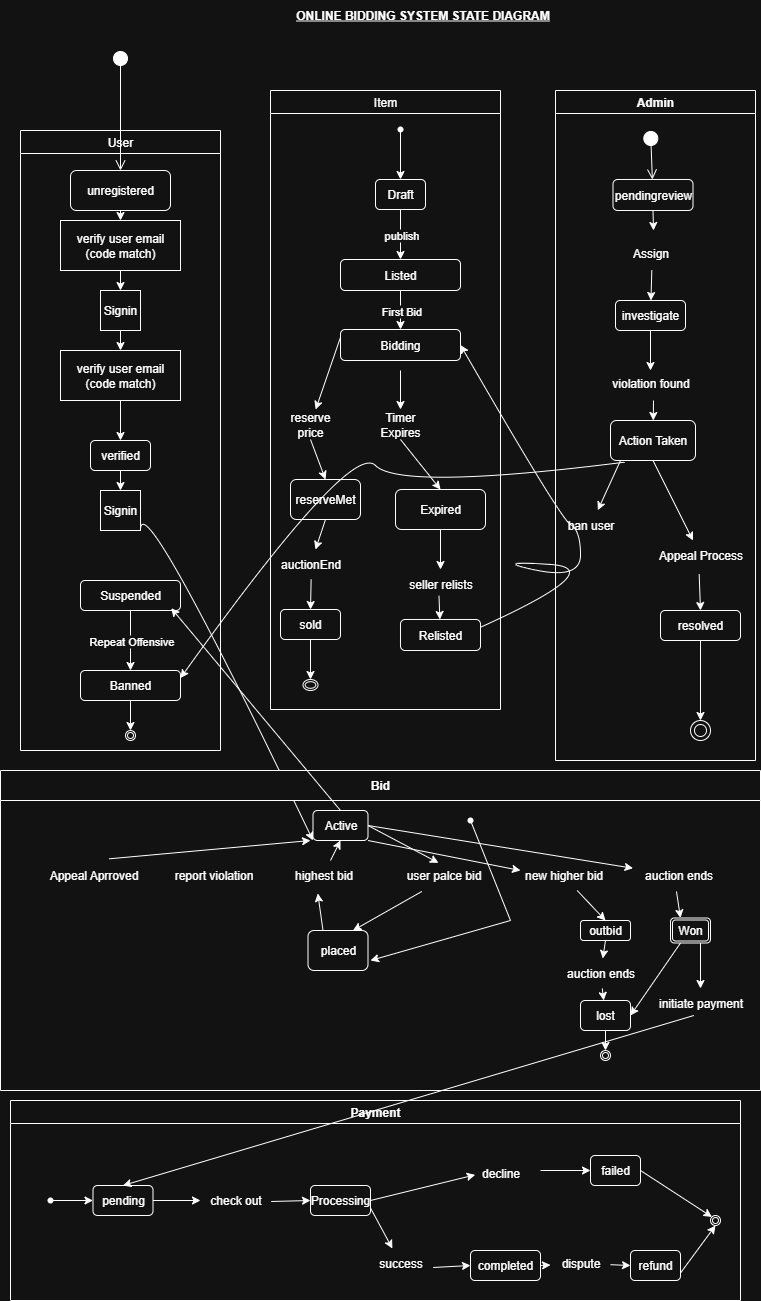 ONLINE BIDDING SYSTEM STATE DIAGRAM
User
unregistered
verify user email
(code match)
Signin
verify user email
(code match)
verified
Signin
Suspended
Repeat Offensive
Banned
Item
Draft
publish
Listed
First Bid
Bidding
reserve
price
Timer
Expires
reserveMet
Expired
auctionEnd
seller relists
sold
Relisted
Admin
pendingreview
Assign
investigate
violation found
Action Taken
ban user
Appeal Process
resolved
Bid
Active
Appeal Aprroved
report violation
highest bid
user palce bid
new higher bid
auction ends
placed
outbid
Won
auction ends
initiate payment
lost
Payment
pending
check out
Processing
decline
failed
success
completed
dispute
refund